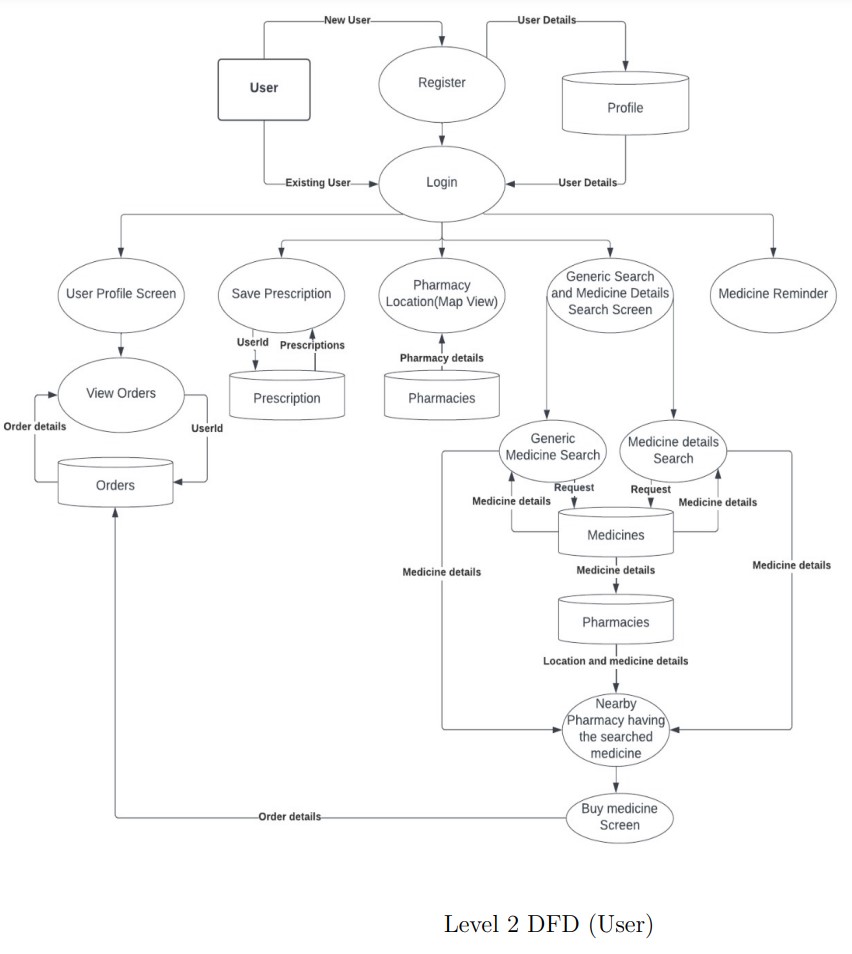 New User
User Details
User
Register
Profile
Existing User
Login
User Details
User Profile Screen
Save Prescription
Pharmacy
Location(Map View)
Generic Search
and Medicine Details
Search Screen
Medicine Reminder
UserId
Prescriptions
Pharmacy details
View Orders
Prescription
Pharmacies
Order details
UserId
Generic
Medicine Search
Medicine details
Search
Orders
Request
Request
Medicine details
Medicine details
Medicines
Medicine details
Medicine details
Medicine details
Pharmacies
Location and medicine details
Nearby
Pharmacy having
the searched
medicine
Order details
Buy medicine
Screen
Level 2 DFD (User)